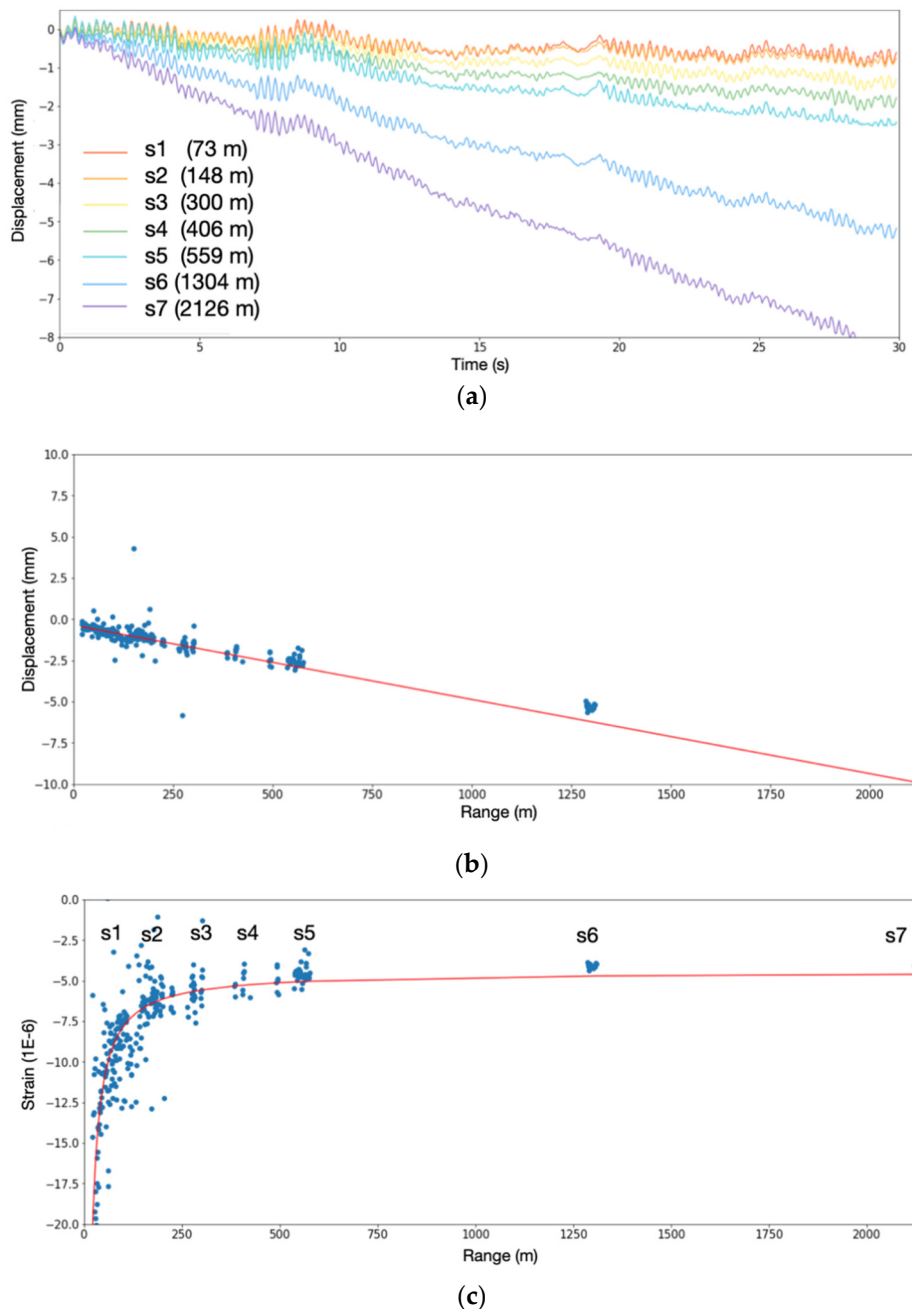 0
−1
−2
−3
−4
−5
−6
−7
−8
Displacement (mm)
s1 (73 m)
s2 (148 m)
s3 (300 m)
s4 (406 m)
s5 (559 m)
s6 (1304 m)
s7 (2126 m)
0 5 10 15 20 25 30
Time (s)
(a)
10.0
7.5
5.0
2.5
0.0
−2.5
−5.0
−7.5
−10.0
Displacement (mm)
0 250 500 750 1000 1250 1500 1750 2000
Range (m)
(b)
0.0
−2.5
−5.0
−7.5
−10.0
−12.5
−15.0
−17.5
−20.0
Strain (1E-6)
s1 s2 s3 s4 s5 s6 s7
0 250 500 750 1000 1250 1500 1750 2000
Range (m)
(c)